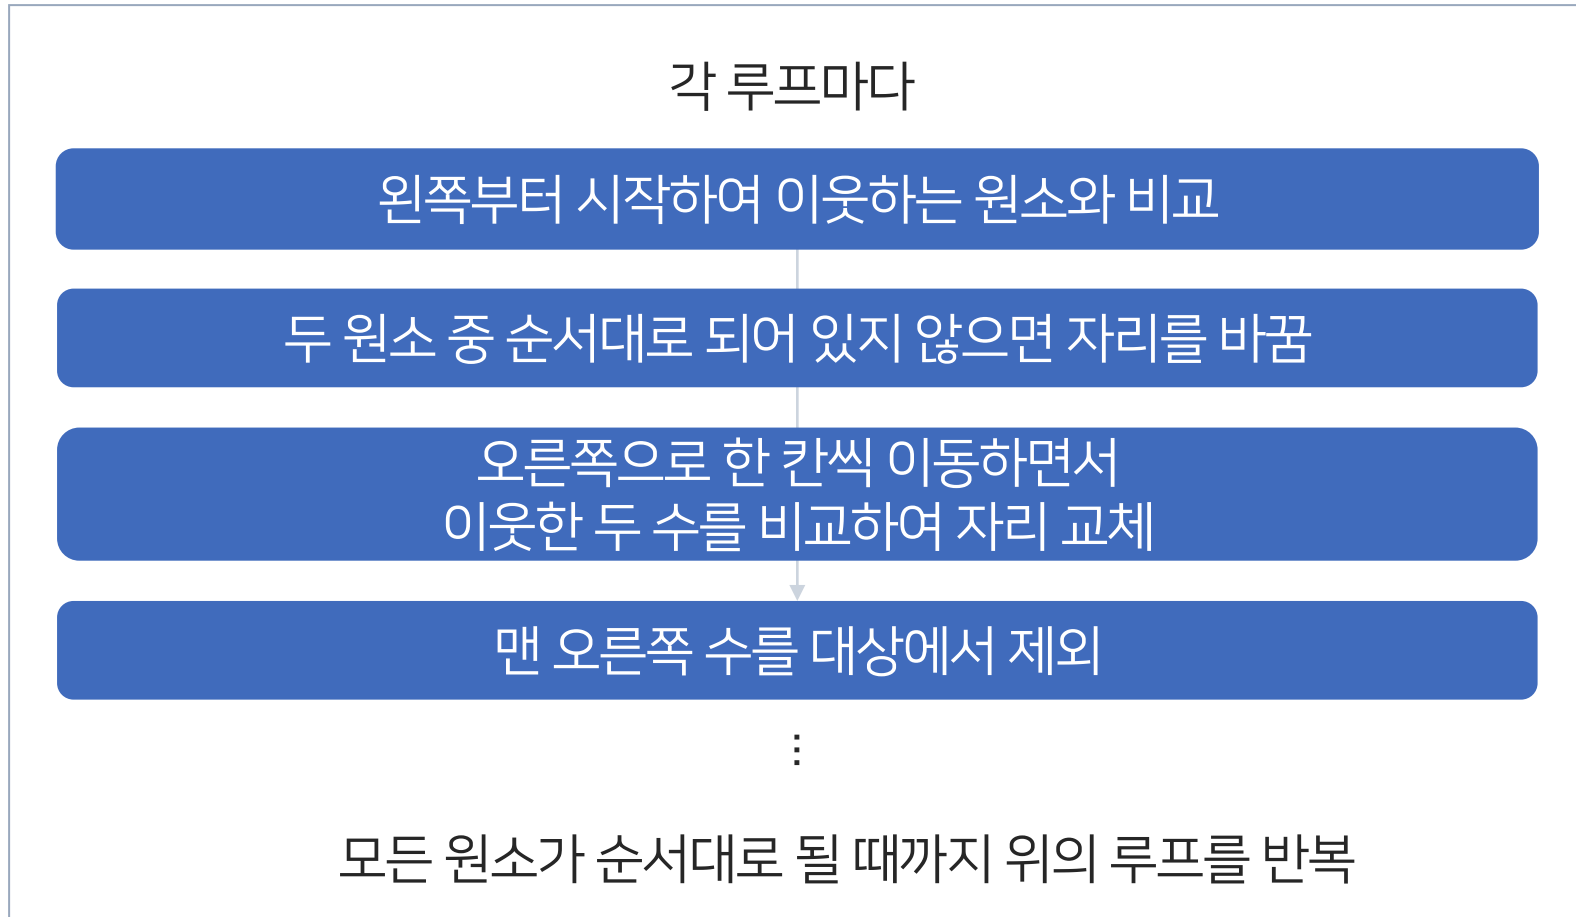 각 루프마다
왼쪽부터 시작하여 이웃하는 원소와 비교
두 원소 중 순서대로 되어 있지 않으면 자리를 바꿈
오른쪽으로 한 칸씩 이동하면서
이웃한 두 수를 비교하여 자리 교체
맨 오른쪽 수를 대상에서 제외
⋮
모든 원소가 순서대로 될 때까지 위의 루프를 반복